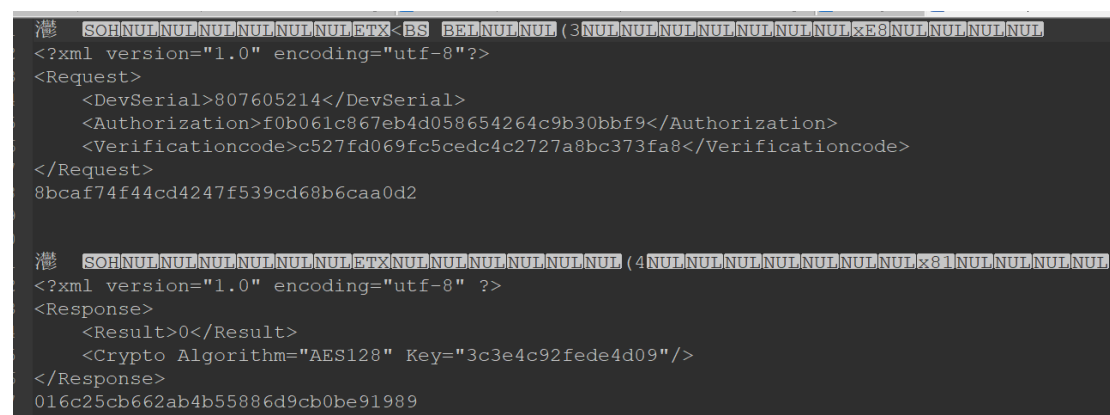 灪 SOHNULNULNULNULNULNULETX<BS BELNULNUL(3NULNULNULNULNULNULNULxE8NULNULNULNUL
<?xml version="1.0" encoding="utf-8"?>
<Request>
<DevSerial>807605214</DevSerial>
<Authorization>f0b061c867eb4d058654264c9b30bbf9</Authorization>
<Verificationcode>c527fd069fc5cedc4c2727a8bc373fa8</Verificationcode>
</Request>
8bcaf74f44cd4247f539cd68b6caa0d2
灪 SOHNULNULNULNULNULNULETXNULNULNULNULNULNUL(4NULNULNULNULNULNULNULx81NULNULNULNUL
<?xml version="1.0" encoding="utf-8" ?>
<Response>
<Result>0</Result>
<Crypto Algorithm="AES128" Key="3c3e4c92fede4d09"/>
</Response>
016c25cb662ab4b55886d9cb0be91989